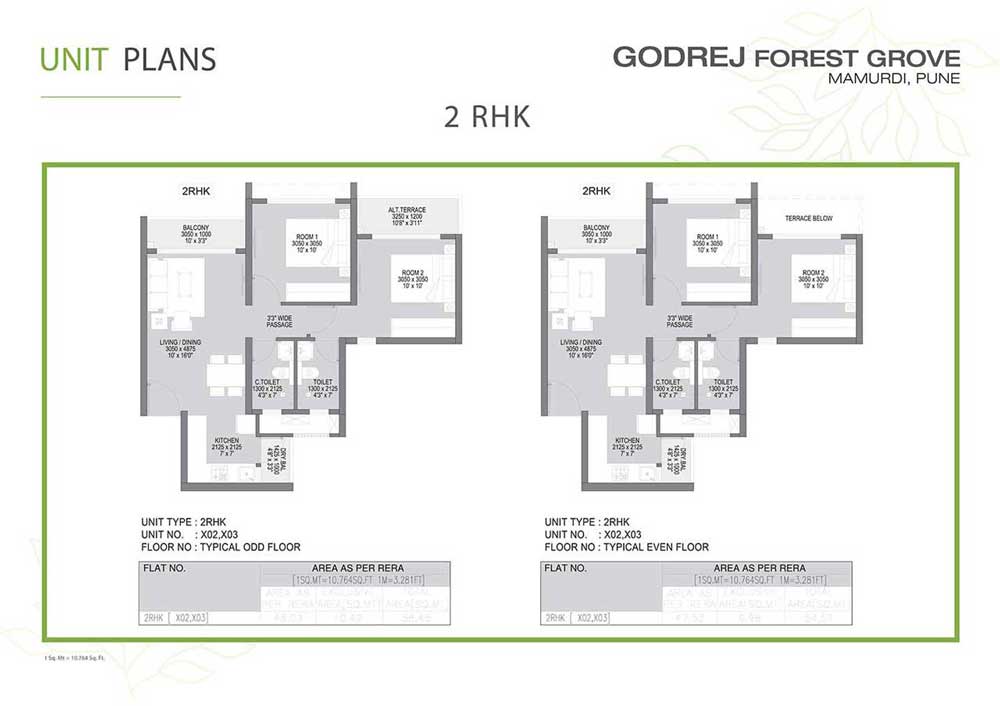 UNIT PLANS
GODREJ FOREST GROVE
MAMURDI, PUNE
2 RHK
2RHK
BALCONY
3050 x 1000
10' x 3'3"
ROOM 1
3050 x 3050
10' x 10'
ALT.TERRACE
3250 x 1200
10'8" x 3'11"
ROOM 2
3050 x 3050
10' x 10'
3'3" WIDE
PASSAGE
LIVING / DINING
3050 x 4875
10' x 16'0"
C.TOILET
1300 x 2125
4'3" x 7'
TOILET
1300 x 2125
4'3" x 7'
KITCHEN
2125 x 2125
7' x 7'
DRY.BAL
1425 x 1000
4'8" x 3'3"
UNIT TYPE : 2RHK
UNIT NO. : X02,X03
FLOOR NO : TYPICAL ODD FLOOR
FLAT NO.
AREA AS PER RERA
[1SQ.MT=10.764SQ.FT 1M=3.281FT]
AREA AS PER RERA
EXCLUSIVE AREA(SQ.MT)
TOTAL AREA(SQ.MT)
2RHK [ X02,X03]
2RHK
BALCONY
3050 x 1000
10' x 3'3"
ROOM 1
3050 x 3050
10' x 10'
TERRACE BELOW
ROOM 2
3050 x 3050
10' x 10'
3'3" WIDE
PASSAGE
LIVING / DINING
3050 x 4875
10' x 16'0"
C.TOILET
1300 x 2125
4'3" x 7'
TOILET
1300 x 2125
4'3" x 7'
KITCHEN
2125 x 2125
7' x 7'
DRY.BAL
1425 x 1000
4'8" x 3'3"
UNIT TYPE : 2RHK
UNIT NO. : X02,X03
FLOOR NO : TYPICAL EVEN FLOOR
FLAT NO.
AREA AS PER RERA
[1SQ.MT=10.764SQ.FT 1M=3.281FT]
AREA AS PER RERA
EXCLUSIVE AREA(SQ.MT)
TOTAL AREA(SQ.MT)
2RHK [ X02,X03]
1 Sq. Mt = 10.764 Sq. Ft.